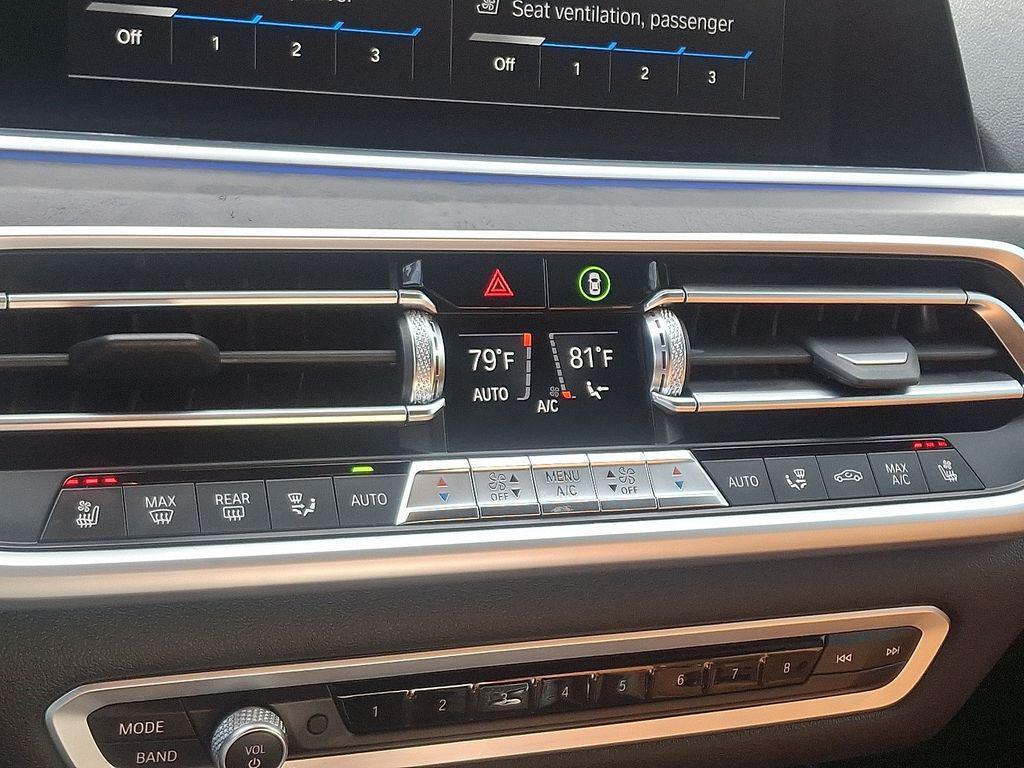 Seat ventilation, passenger
Off 1 2 3
Off 1 2 3
79°F 81°F
AUTO
A/C
MAX REAR AUTO OFF MENU A/C OFF AUTO MAX A/C
1 2 3 4 5 6 7 8
MODE
BAND
VOL